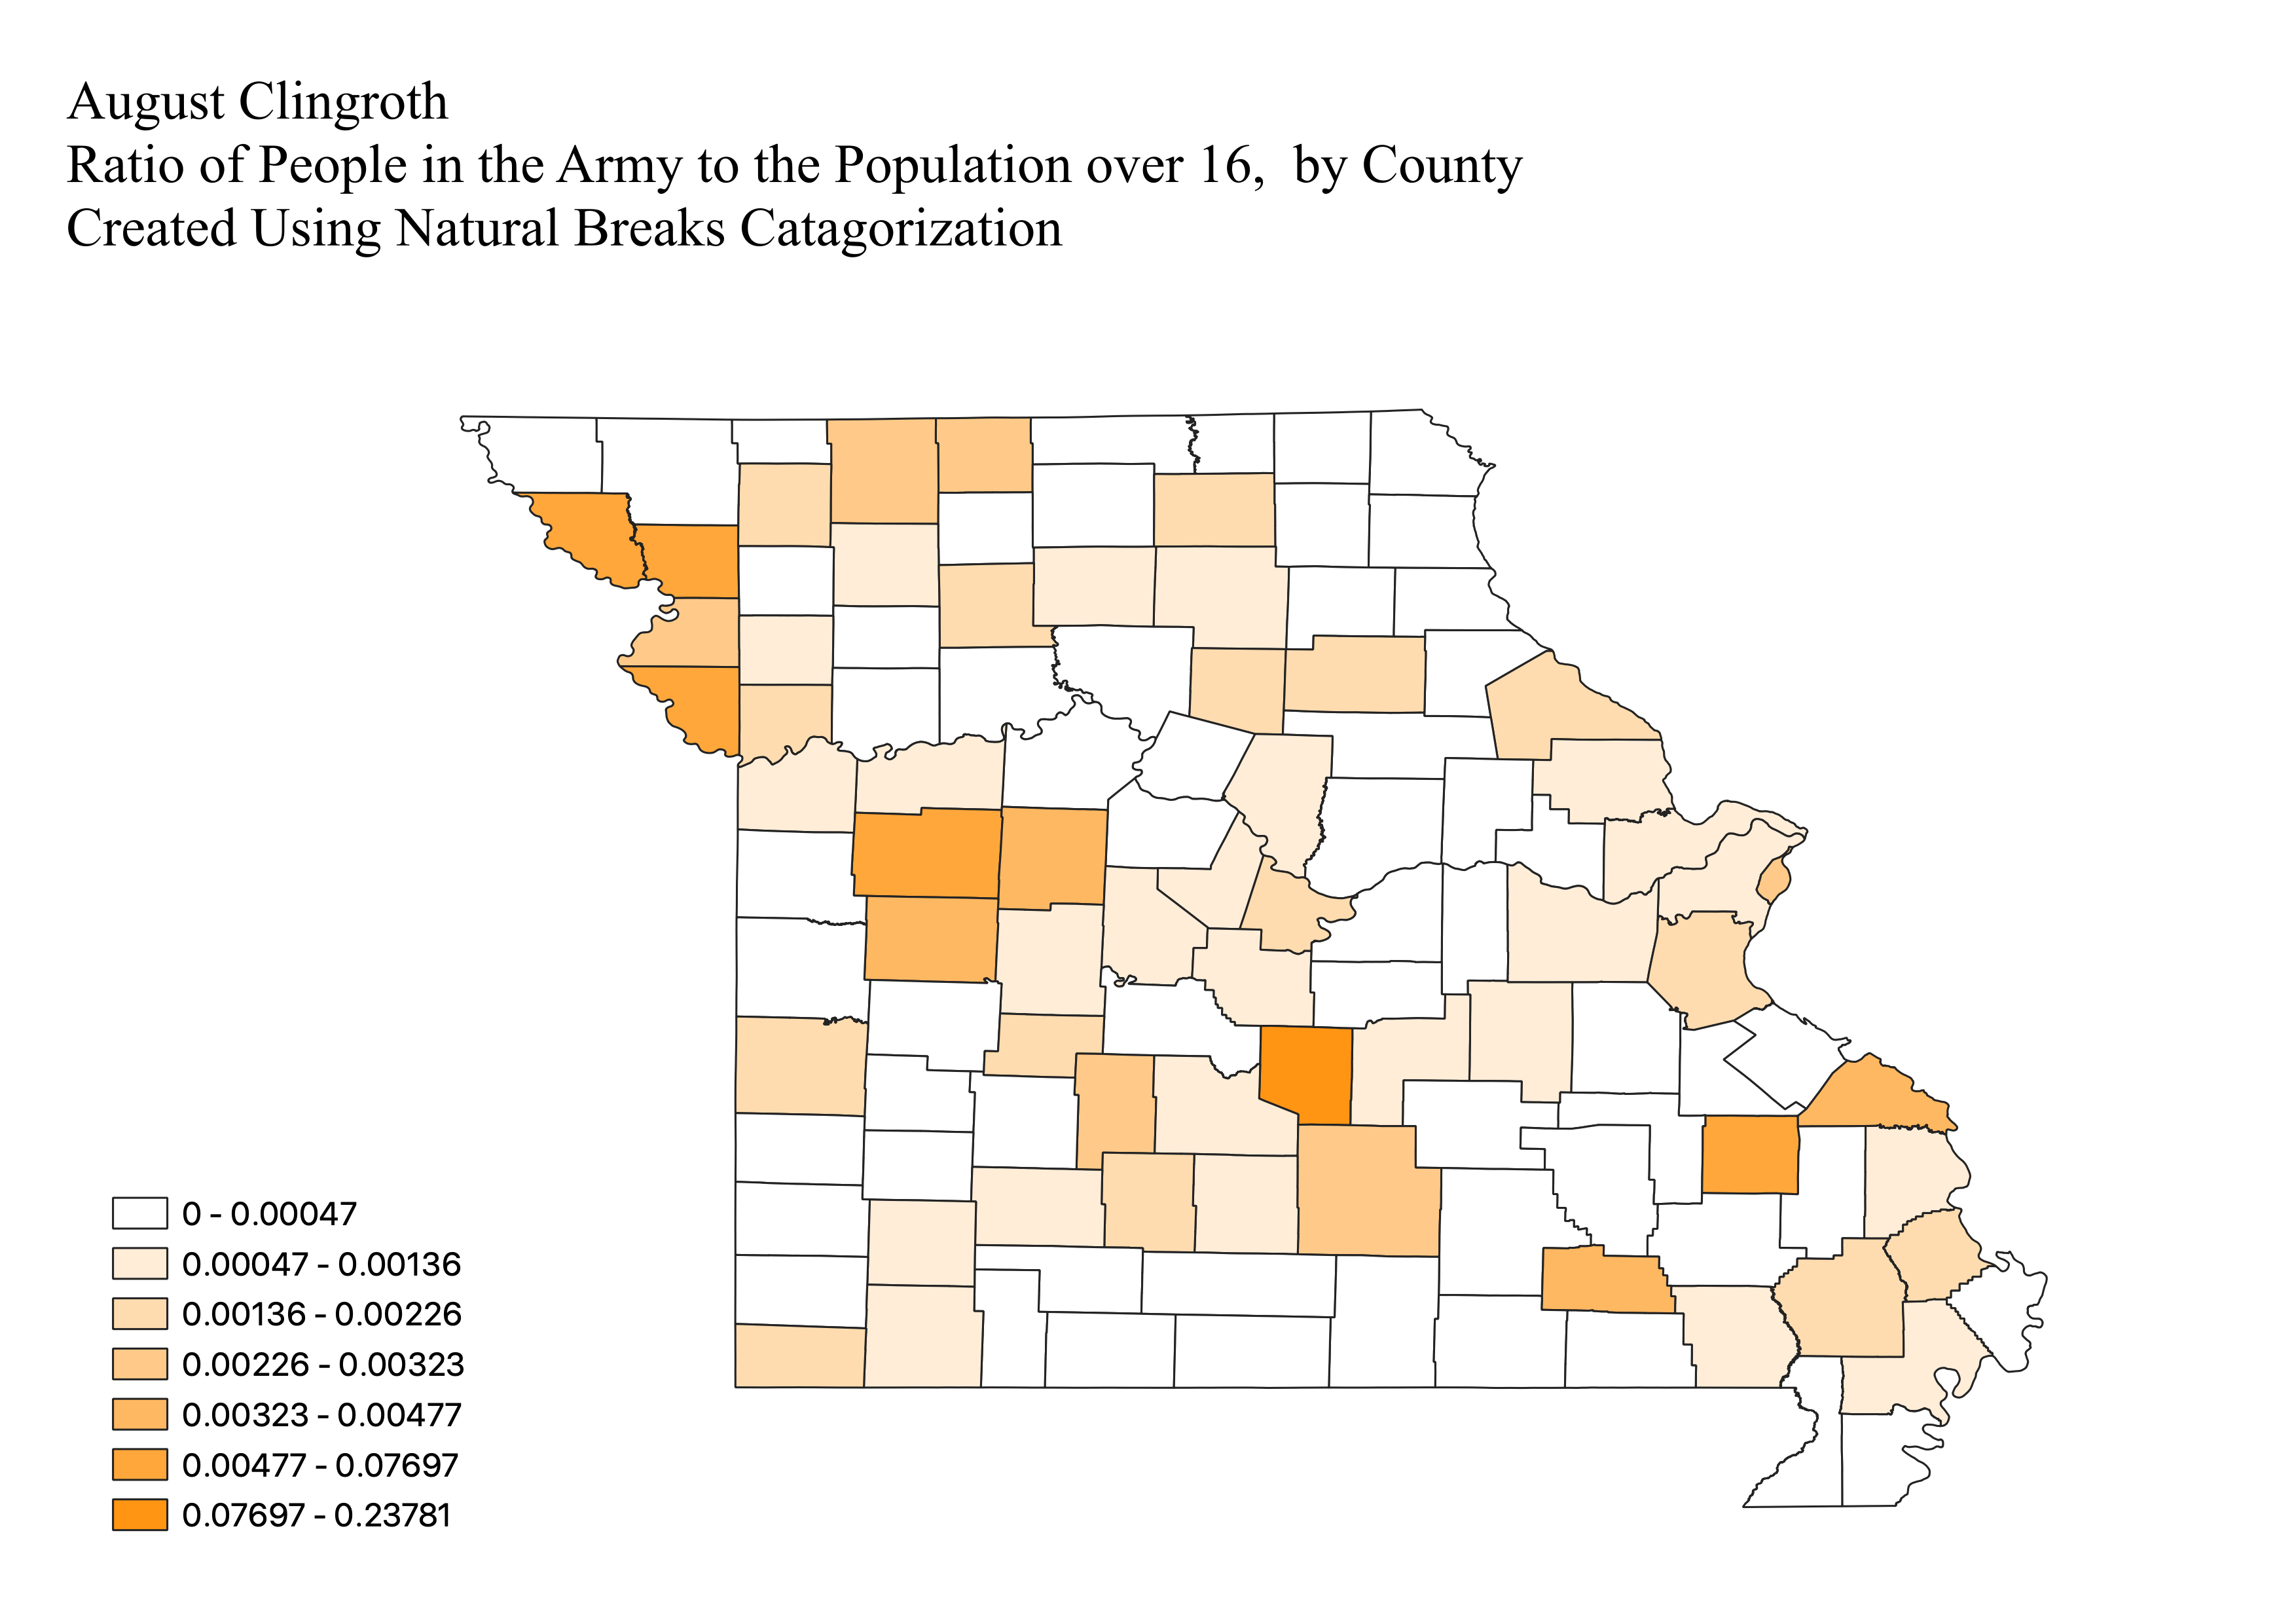 August Clingroth
Ratio of People in the Army to the Population over 16, by County
Created Using Natural Breaks Catagorization
0 - 0.00047
0.00047 - 0.00136
0.00136 - 0.00226
0.00226 - 0.00323
0.00323 - 0.00477
0.00477 - 0.07697
0.07697 - 0.23781